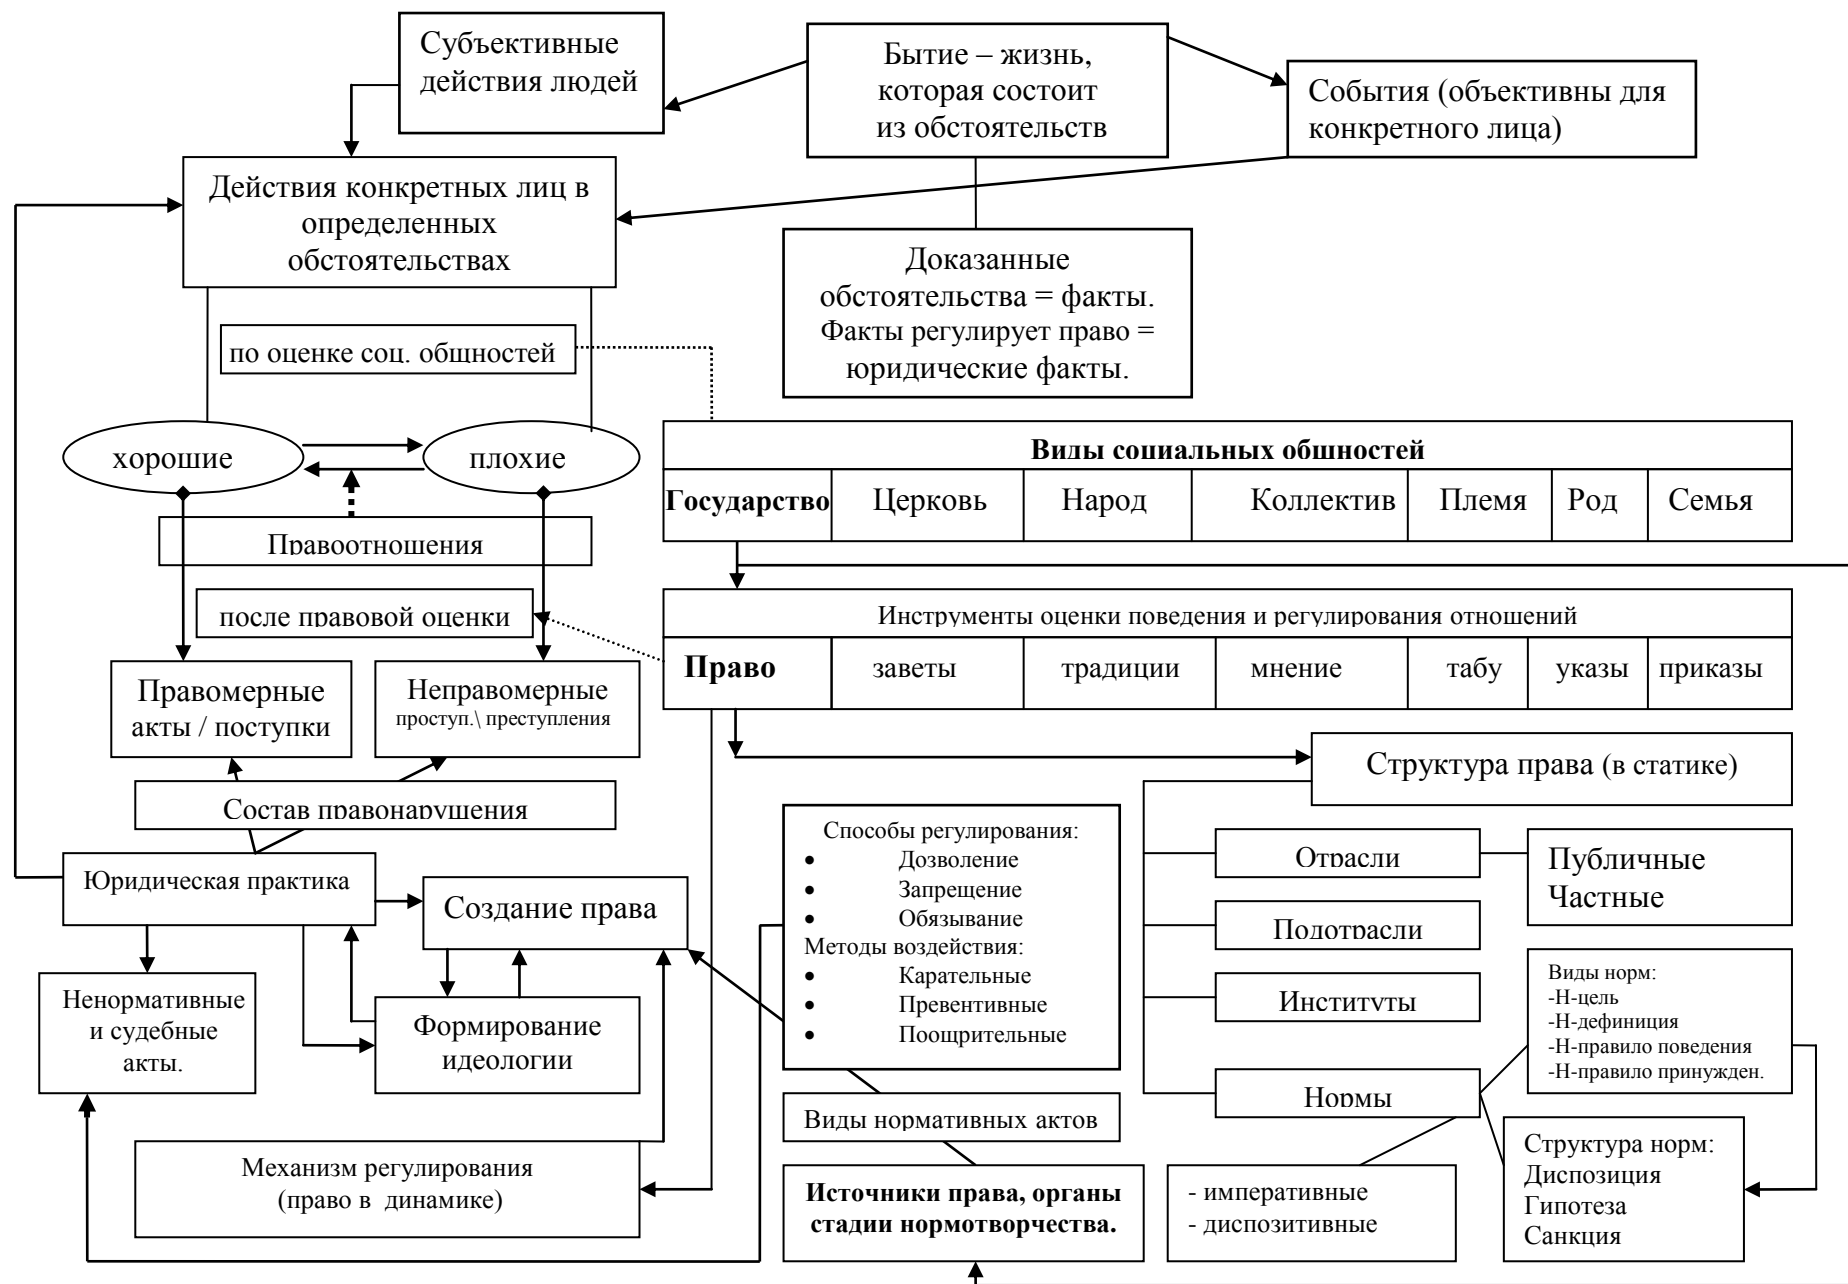 Субъективные
действия людей
Бытие – жизнь,
которая состоит
из обстоятельств
События (объективны для
конкретного лица)
Действия конкретных лиц в
определенных
обстоятельствах
Доказанные
обстоятельства = факты.
Факты регулирует право =
юридические факты.
по оценке соц. общностей
хорошие
плохие
Виды социальных общностей
Государство
Церковь
Народ
Коллектив
Племя
Род
Семья
Правоотношения
после правовой оценки
Инструменты оценки поведения и регулирования отношений
Право
заветы
традиции
мнение
табу
указы
приказы
Правомерные
акты / поступки
Неправомерные
проступ.\ преступления
Структура права (в статике)
Состав правонарушения
Способы регулирования:
• Дозволение
• Запрещение
• Обязывание
Методы воздействия:
• Карательные
• Превентивные
• Поощрительные
Отрасли
Публичные
Частные
Юридическая практика
Создание права
Подотрасли
Ненормативные
и судебные
акты.
Формирование
идеологии
Институты
Виды норм:
-Н-цель
-Н-дефиниция
-Н-правило поведения
-Н-правило принужден.
Нормы
Виды нормативных актов
Структура норм:
Диспозиция
Гипотеза
Санкция
Механизм регулирования
(право в динамике)
Источники права, органы
стадии нормотворчества.
- императивные
- диспозитивные